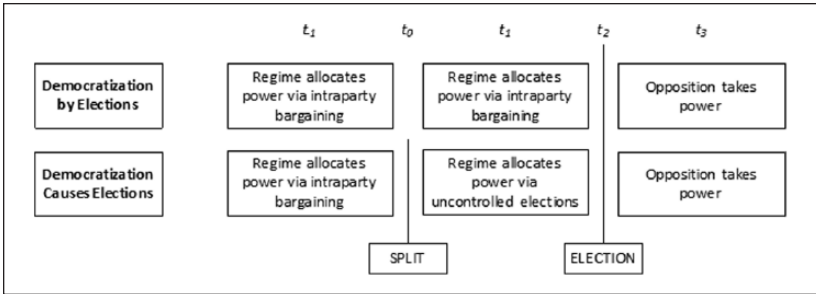 t₁ t₀ t₁ t₂ t₃
Democratization
by Elections
Regime allocates
power via intraparty
bargaining
Regime allocates
power via intraparty
bargaining
Opposition takes
power
Democratization
Causes Elections
Regime allocates
power via intraparty
bargaining
Regime allocates
power via
uncontrolled elections
Opposition takes
power
SPLIT
ELECTION